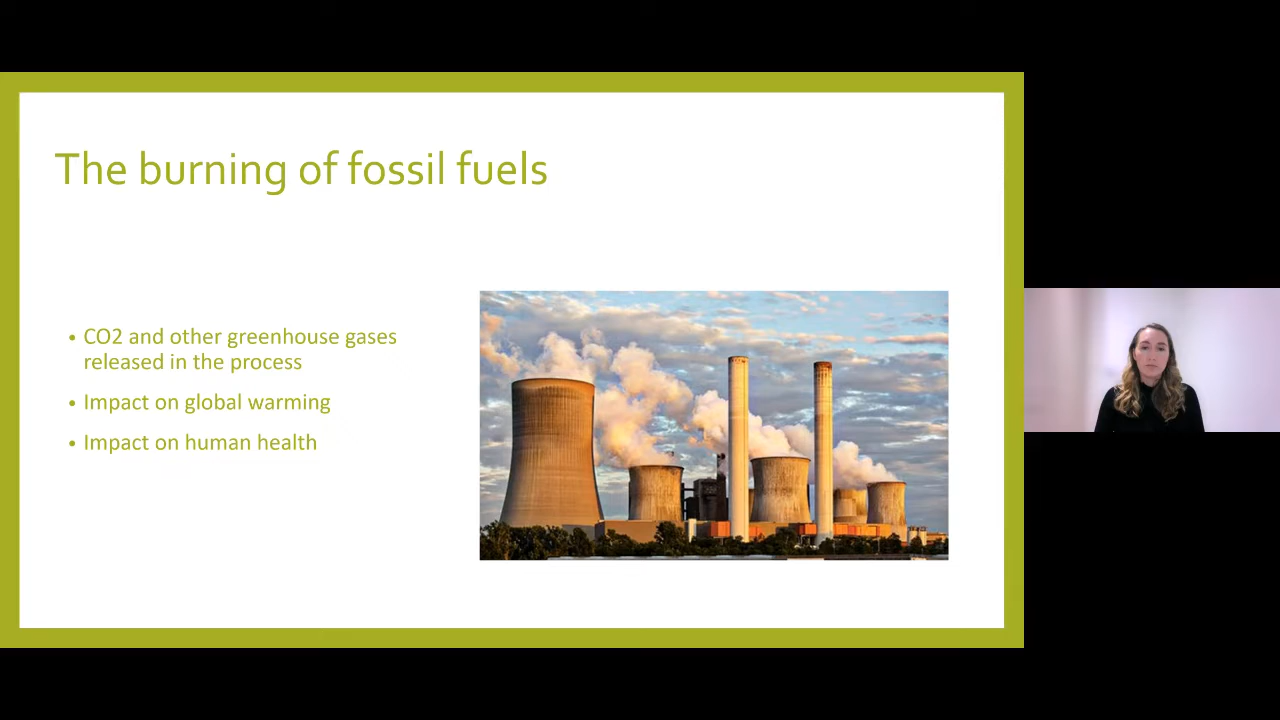 The burning of fossil fuels
• CO2 and other greenhouse gases
released in the process
• Impact on global warming
• Impact on human health